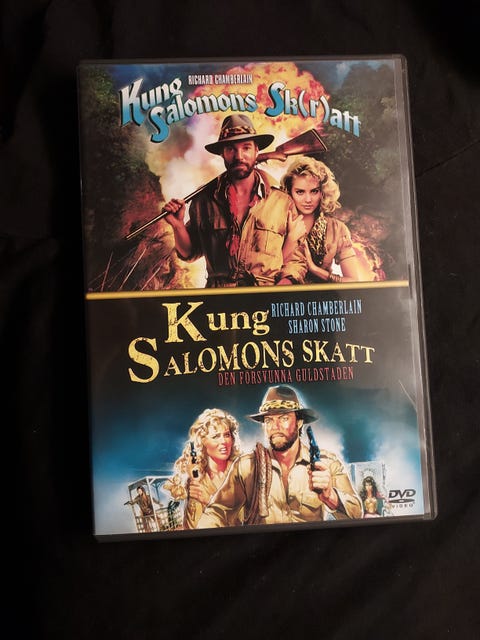 RICHARD CHAMBERLAIN
Kung
Salomons Sk(r)att
Kung
RICHARD CHAMBERLAIN
SHARON STONE
SALOMONS SKATT
DEN FÖRSVUNNA GULDSTADEN
DVD
VIDEO